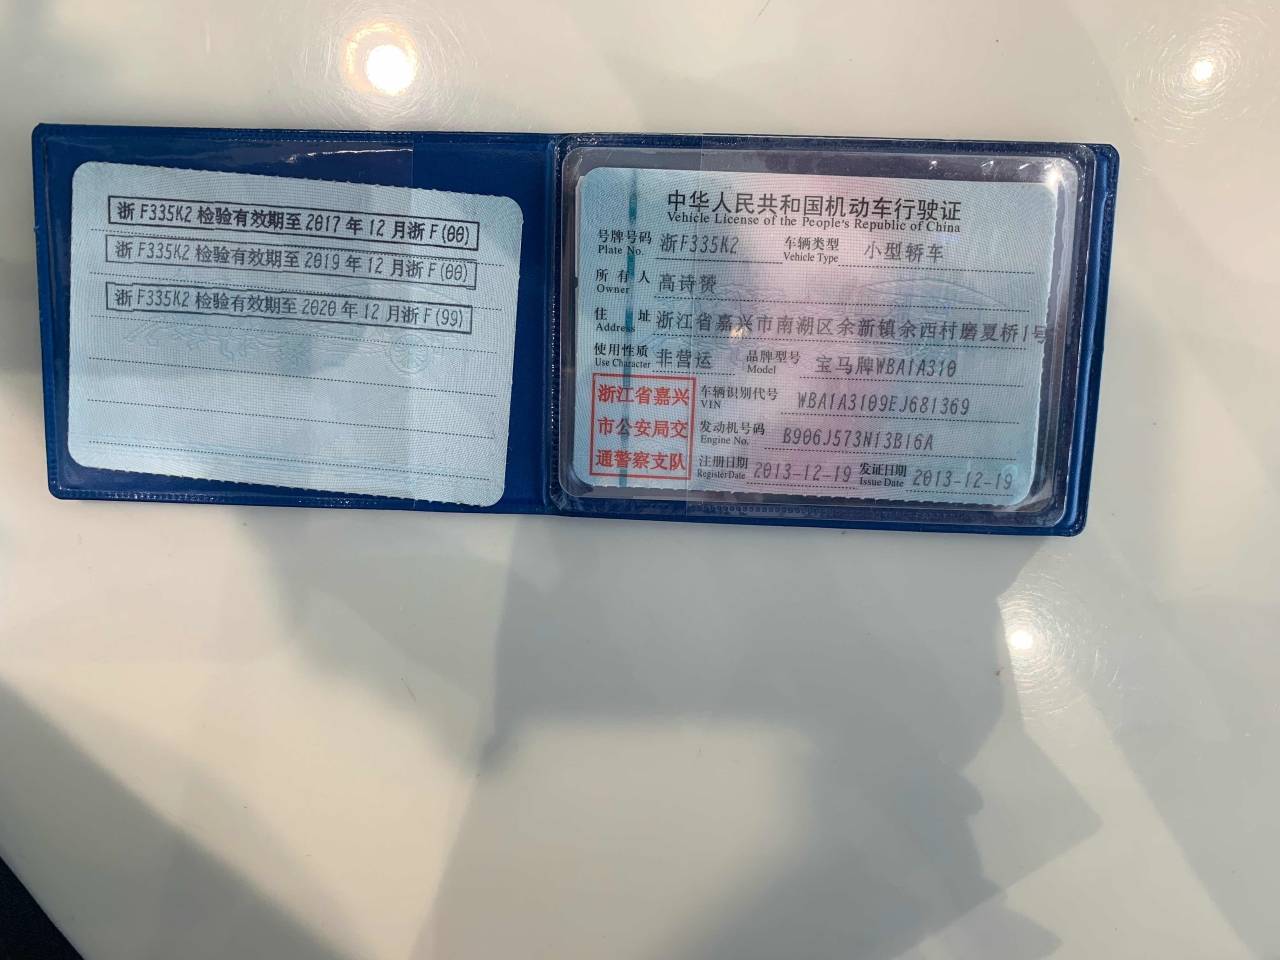 浙F335K2检验有效期至2017年12月浙F(00)
浙F335K2检验有效期至2019年12月浙F(00)
浙F335K2检验有效期至2020年12月浙F(99)
中华人民共和国机动车行驶证
Vehicle License of the People's Republic of China
号牌号码 浙F335K2 车辆类型 小型轿车
Plate No. Vehicle Type
所有人 高诗赟
Owner
住址 浙江省嘉兴市南湖区余新镇余西村磨夏桥1号
Address
使用性质 非营运 品牌型号 宝马牌WBA1A310
Use Character Model
浙江省嘉兴
市公安局交
通警察支队
车辆识别代号 WBA1A3109EJ681369
VIN
发动机号码 B906J573N13B16A
Engine No.
注册日期 2013-12-19 发证日期 2013-12-19
Register Date Issue Date